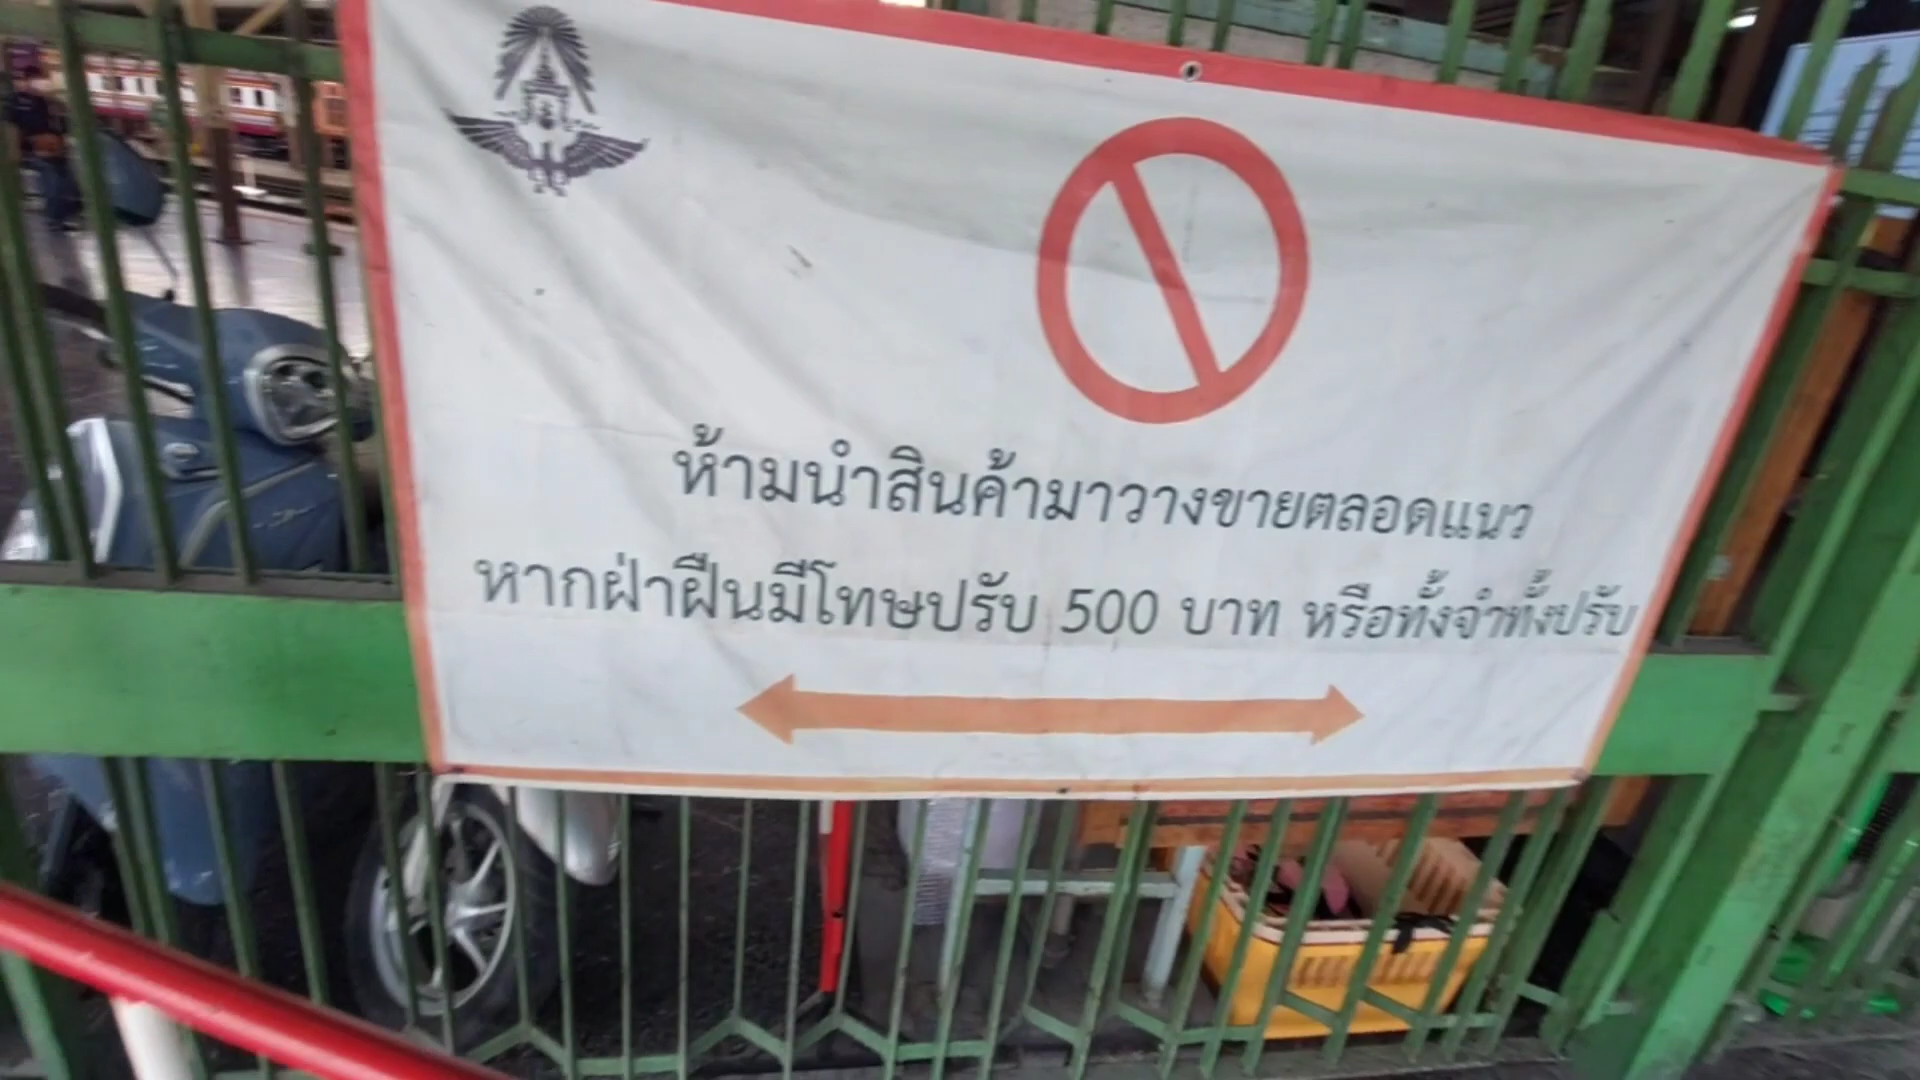 ห้ามนำสินค้ามาวางขายตลอดแนว
หากฝ่าฝืนมีโทษปรับ 500 บาท หรือทั้งจำทั้งปรับ